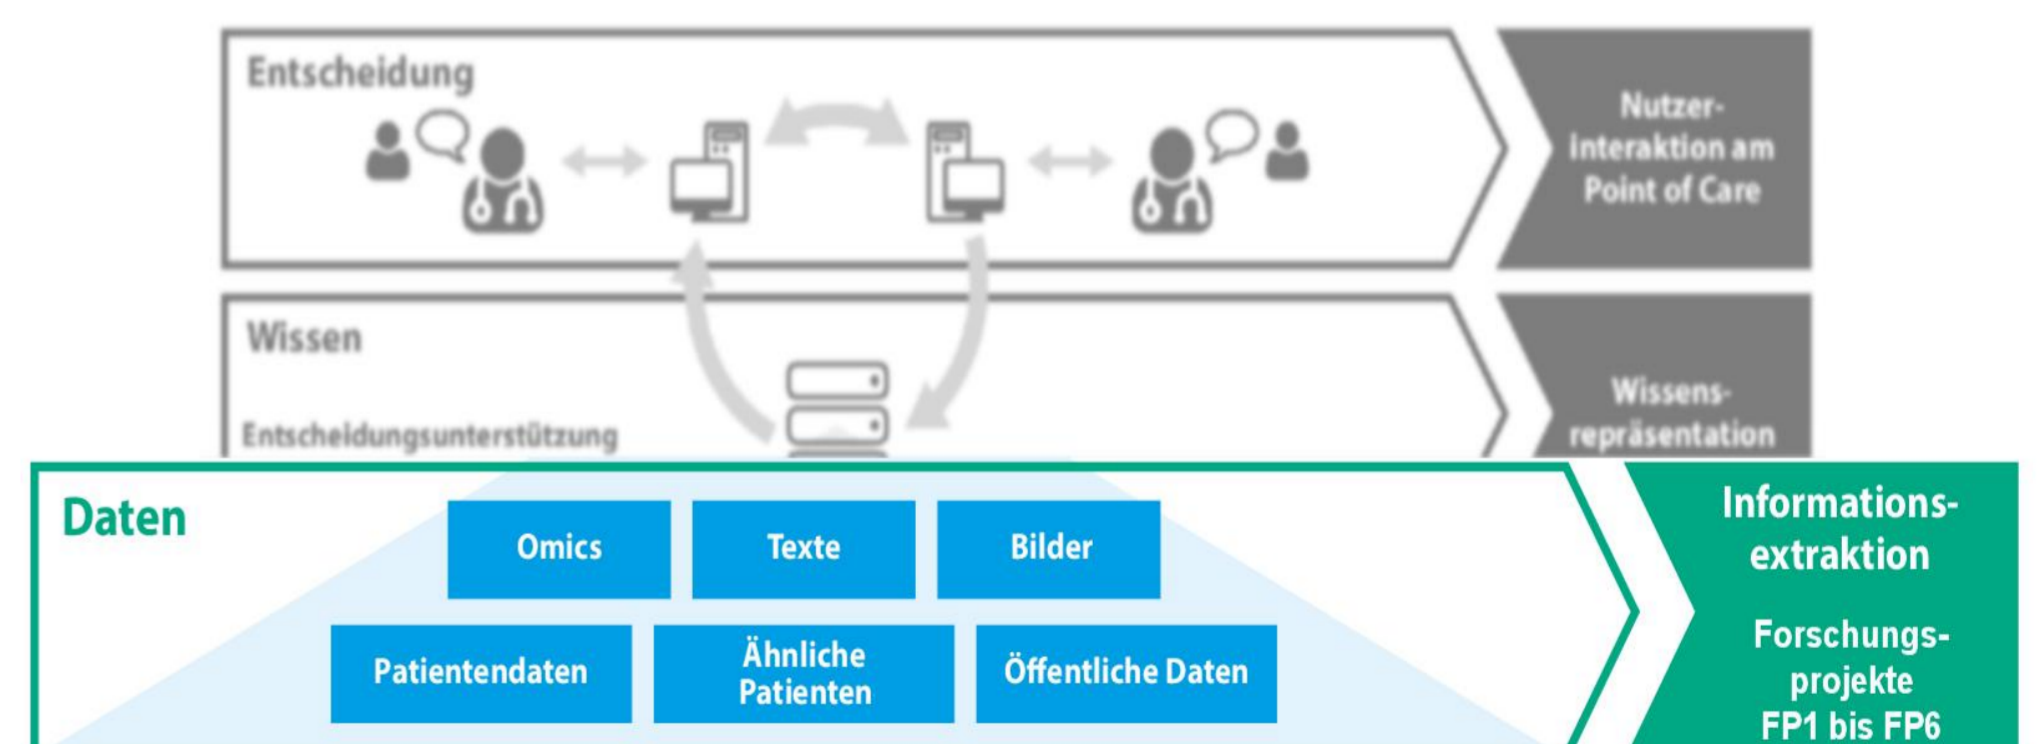 Entscheidung
Nutzer-
interaktion am
Point of Care
Wissen
Entscheidungsunterstützung
Wissens-
repräsentation
Daten
Omics
Texte
Bilder
Patientendaten
Ähnliche
Patienten
Öffentliche Daten
Informations-
extraktion
Forschungs-
projekte
FP1 bis FP6